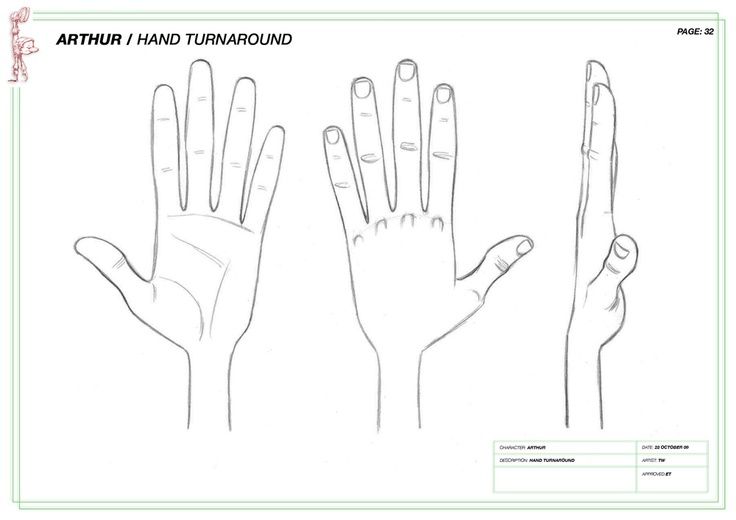 ARTHUR / HAND TURNAROUND
PAGE: 32
CHARACTER: ARTHUR
DATE: 22 OCTOBER 09
DESCRIPTION: HAND TURNAROUND
ARTIST: TW
APPROVED: ET